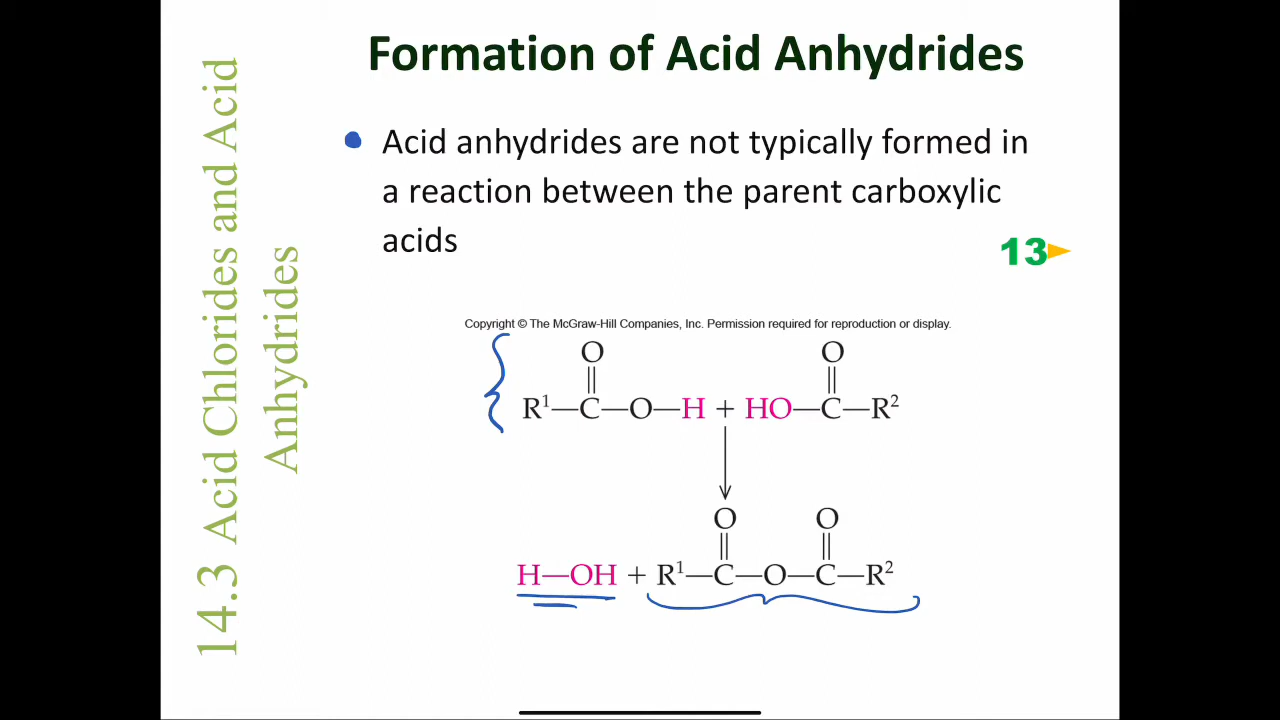 Formation of Acid Anhydrides
14.3 Acid Chlorides and Acid
Anhydrides
• Acid anhydrides are not typically formed in
a reaction between the parent carboxylic
acids
13
Copyright © The McGraw-Hill Companies, Inc. Permission required for reproduction or display.
O O
R¹—C—O—H + HO—C—R²
O O
H—OH + R¹—C—O—C—R²